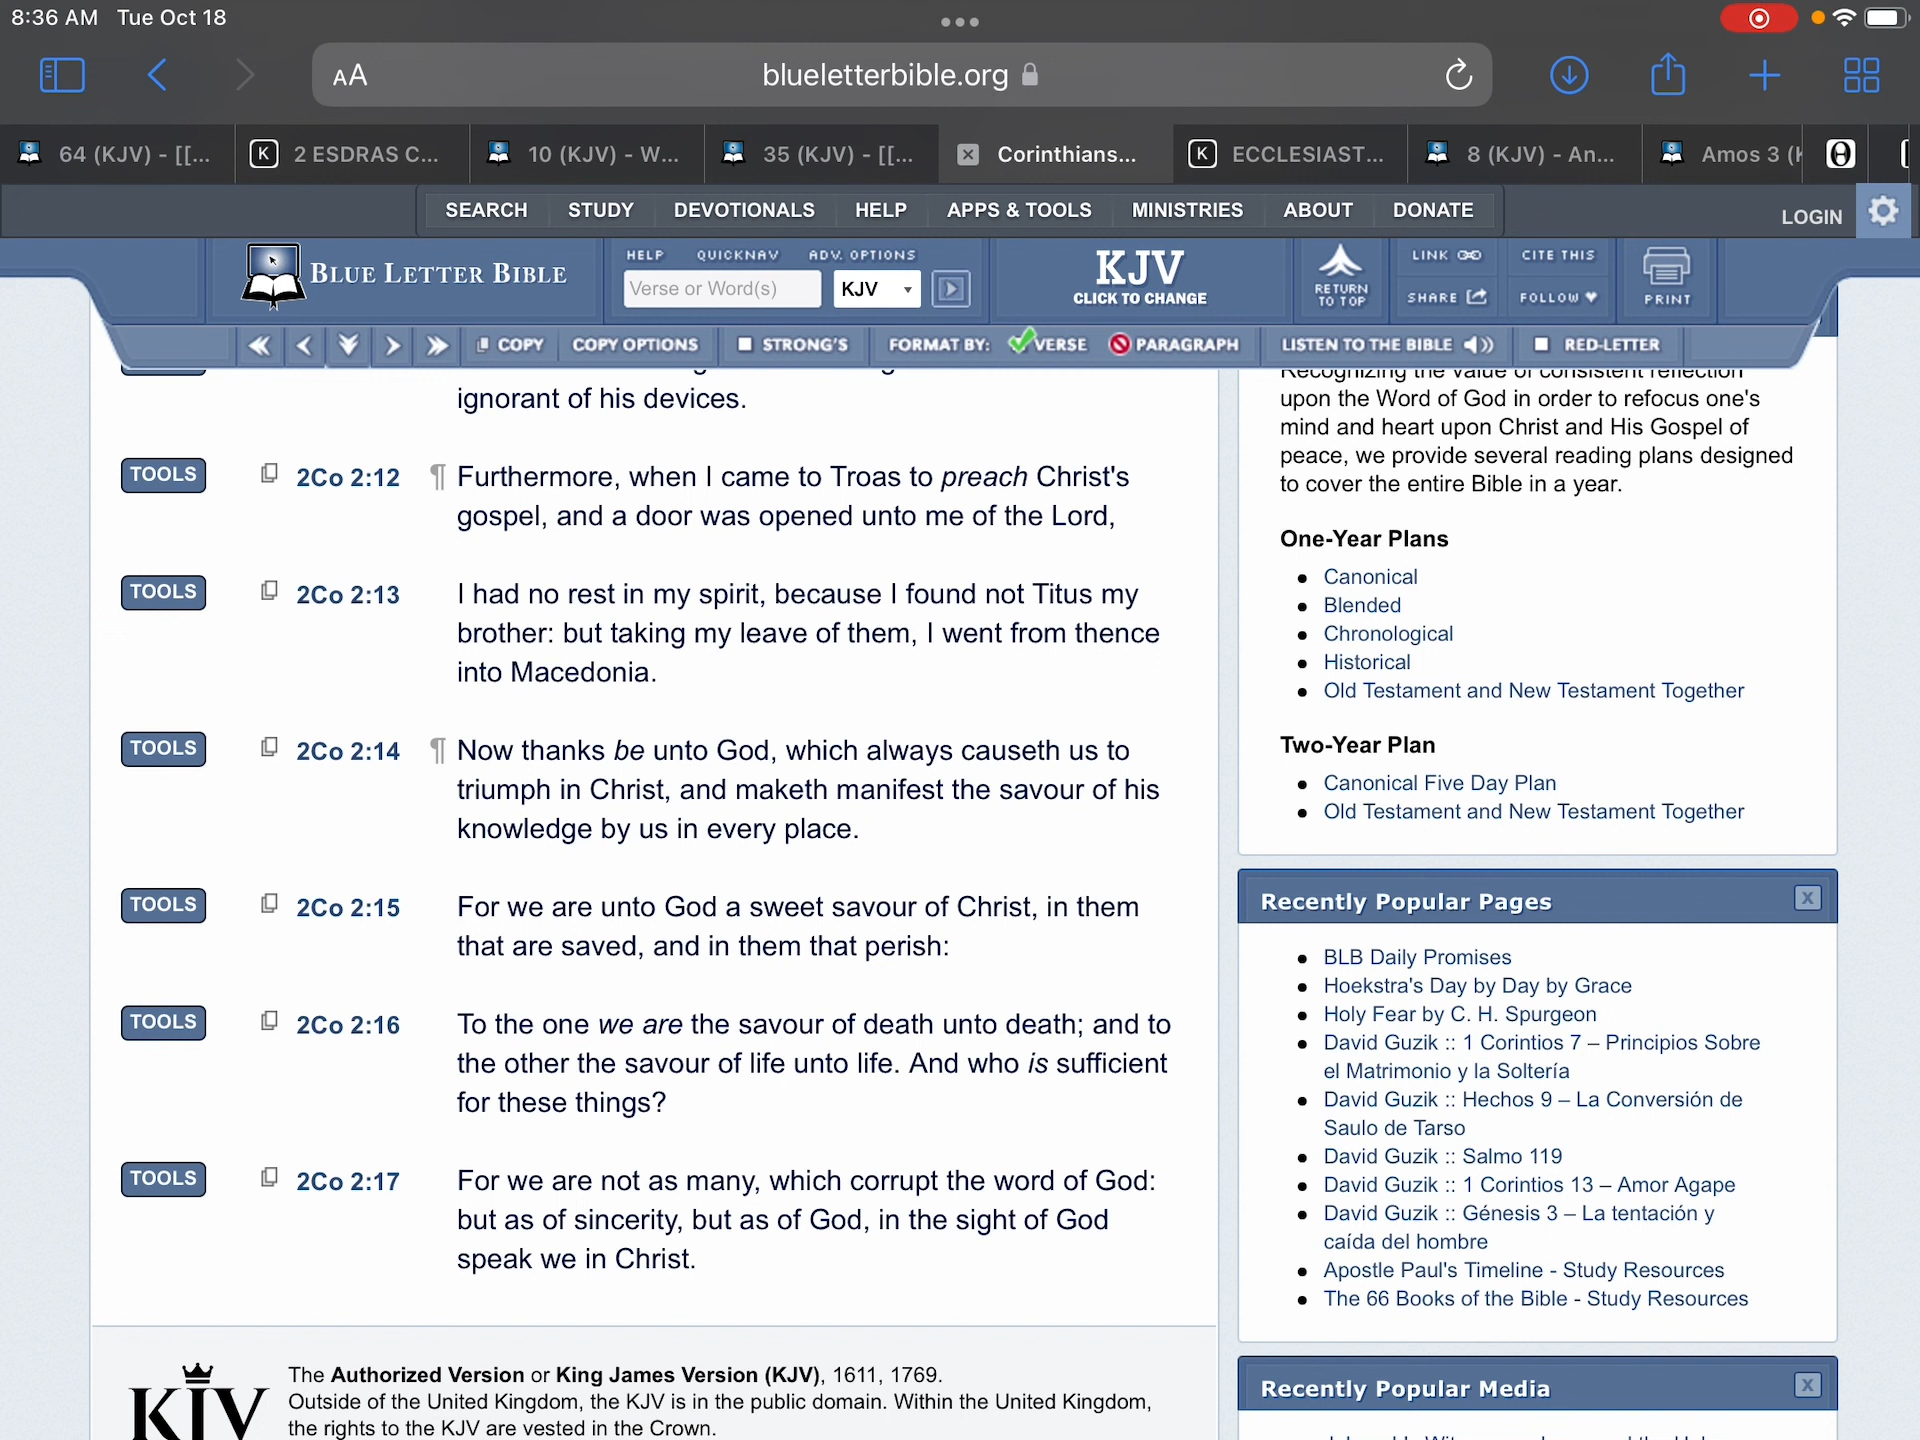 8:36 AM Tue Oct 18
AA
blueletterbible.org
64 (KJV) - [[...
K 2 ESDRAS C...
10 (KJV) - W...
35 (KJV) - [[...
Corinthians...
K ECCLESIAST...
8 (KJV) - An...
Amos 3 (
SEARCH STUDY DEVOTIONALS HELP APPS & TOOLS MINISTRIES ABOUT DONATE
LOGIN
BLUE LETTER BIBLE
HELP QUICKNAV ADV. OPTIONS
Verse or Word(s) KJV
KJV
CLICK TO CHANGE
RETURN
TO TOP
LINK
SHARE
CITE THIS
FOLLOW
PRINT
COPY COPY OPTIONS STRONG'S FORMAT BY: VERSE PARAGRAPH LISTEN TO THE BIBLE RED-LETTER
ignorant of his devices.
TOOLS 2Co 2:12 ¶ Furthermore, when I came to Troas to preach Christ's
gospel, and a door was opened unto me of the Lord,
TOOLS 2Co 2:13 I had no rest in my spirit, because I found not Titus my
brother: but taking my leave of them, I went from thence
into Macedonia.
TOOLS 2Co 2:14 ¶ Now thanks be unto God, which always causeth us to
triumph in Christ, and maketh manifest the savour of his
knowledge by us in every place.
TOOLS 2Co 2:15 For we are unto God a sweet savour of Christ, in them
that are saved, and in them that perish:
TOOLS 2Co 2:16 To the one we are the savour of death unto death; and to
the other the savour of life unto life. And who is sufficient
for these things?
TOOLS 2Co 2:17 For we are not as many, which corrupt the word of God:
but as of sincerity, but as of God, in the sight of God
speak we in Christ.
KJV
The Authorized Version or King James Version (KJV), 1611, 1769.
Outside of the United Kingdom, the KJV is in the public domain. Within the United Kingdom,
the rights to the KJV are vested in the Crown.
Recognizing the value of consistent reflection
upon the Word of God in order to refocus one's
mind and heart upon Christ and His Gospel of
peace, we provide several reading plans designed
to cover the entire Bible in a year.
One-Year Plans
• Canonical
• Blended
• Chronological
• Historical
• Old Testament and New Testament Together
Two-Year Plan
• Canonical Five Day Plan
• Old Testament and New Testament Together
Recently Popular Pages x
• BLB Daily Promises
• Hoekstra's Day by Day by Grace
• Holy Fear by C. H. Spurgeon
• David Guzik :: 1 Corintios 7 – Principios Sobre
el Matrimonio y la Soltería
• David Guzik :: Hechos 9 – La Conversión de
Saulo de Tarso
• David Guzik :: Salmo 119
• David Guzik :: 1 Corintios 13 – Amor Agape
• David Guzik :: Génesis 3 – La tentación y
caída del hombre
• Apostle Paul's Timeline - Study Resources
• The 66 Books of the Bible - Study Resources
Recently Popular Media x